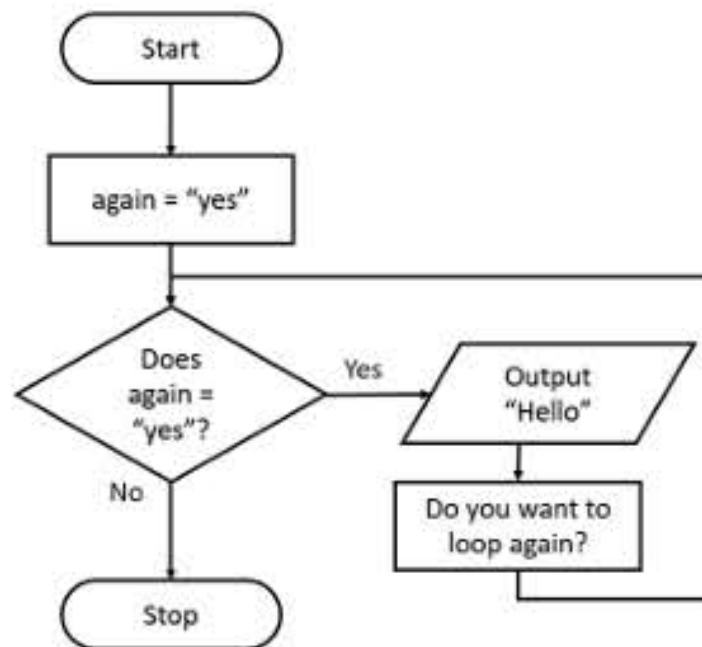 Start
again = “yes”
Does
again =
“yes”?
Yes
Output
“Hello”
Do you want to
loop again?
No
Stop